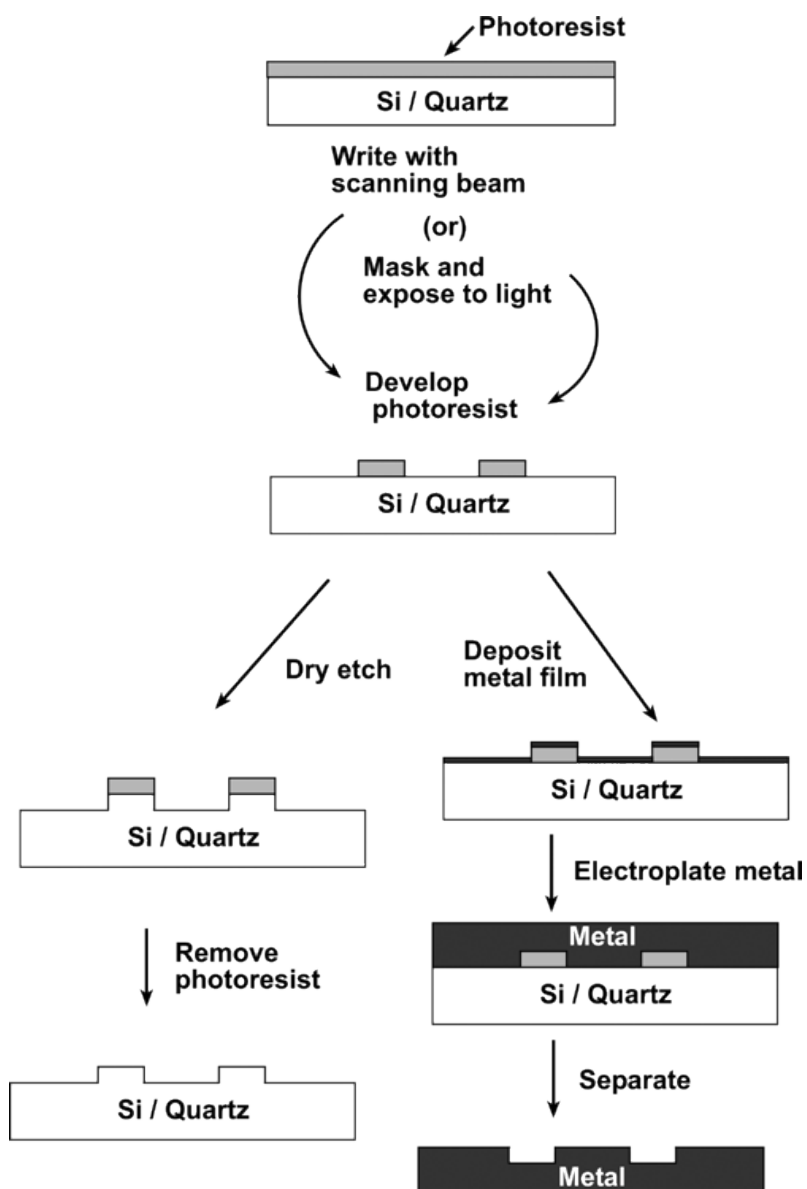 Photoresist
Si / Quartz
Write with
scanning beam
(or)
Mask and
expose to light
Develop
photoresist
Si / Quartz
Dry etch
Deposit
metal film
Si / Quartz
Si / Quartz
Electroplate metal
Remove
photoresist
Metal
Si / Quartz
Separate
Si / Quartz
Metal